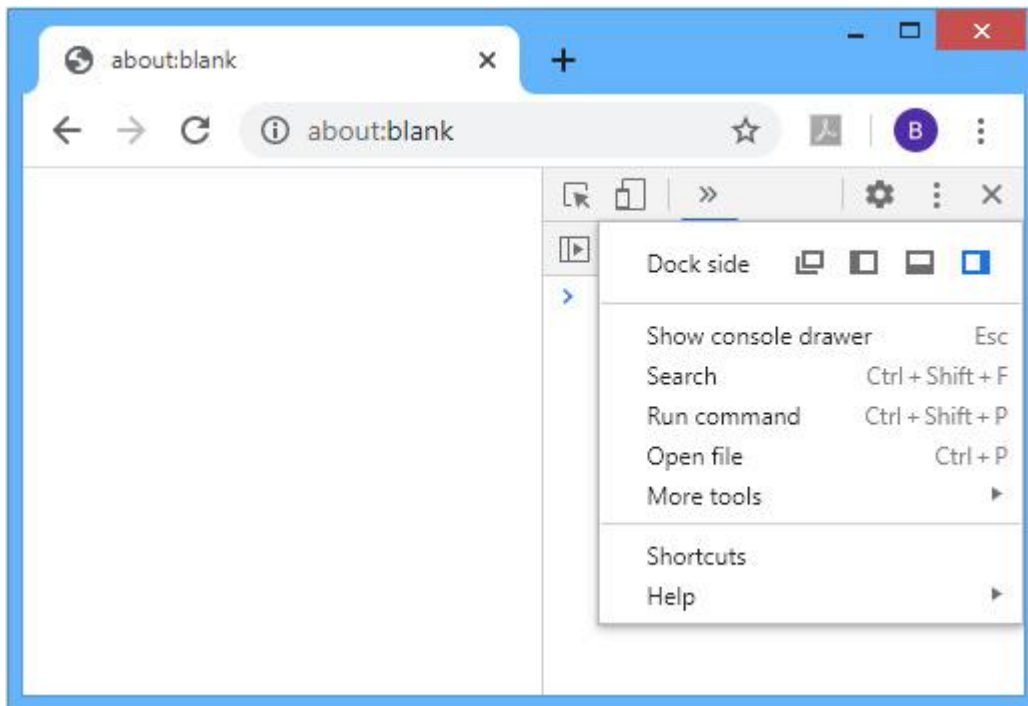 about:blank
about:blank
B
Dock side
Show console drawer Esc
Search Ctrl + Shift + F
Run command Ctrl + Shift + P
Open file Ctrl + P
More tools
Shortcuts
Help